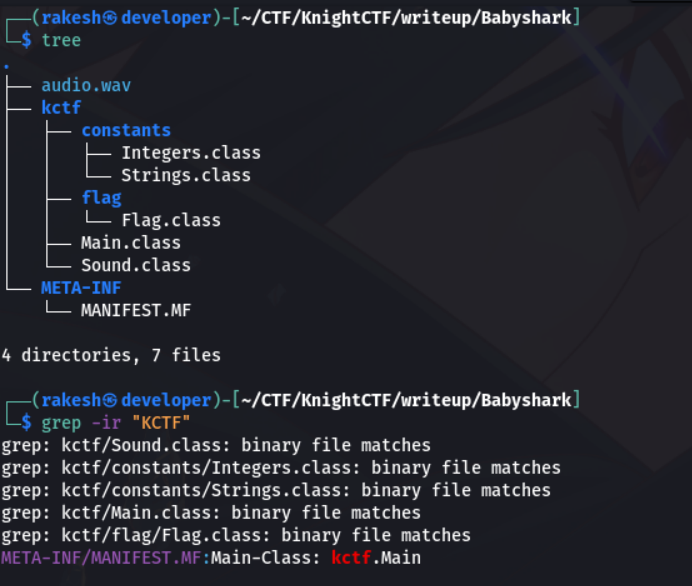 ┌──(rakesh㉿developer)-[~/CTF/KnightCTF/writeup/Babyshark]
└─$ tree
.
├── audio.wav
├── kctf
│   ├── constants
│   │   ├── Integers.class
│   │   └── Strings.class
│   ├── flag
│   │   └── Flag.class
│   ├── Main.class
│   └── Sound.class
└── META-INF
    └── MANIFEST.MF
4 directories, 7 files
┌──(rakesh㉿developer)-[~/CTF/KnightCTF/writeup/Babyshark]
└─$ grep -ir "KCTF"
grep: kctf/Sound.class: binary file matches
grep: kctf/constants/Integers.class: binary file matches
grep: kctf/constants/Strings.class: binary file matches
grep: kctf/Main.class: binary file matches
grep: kctf/flag/Flag.class: binary file matches
META-INF/MANIFEST.MF:Main-Class: kctf.Main